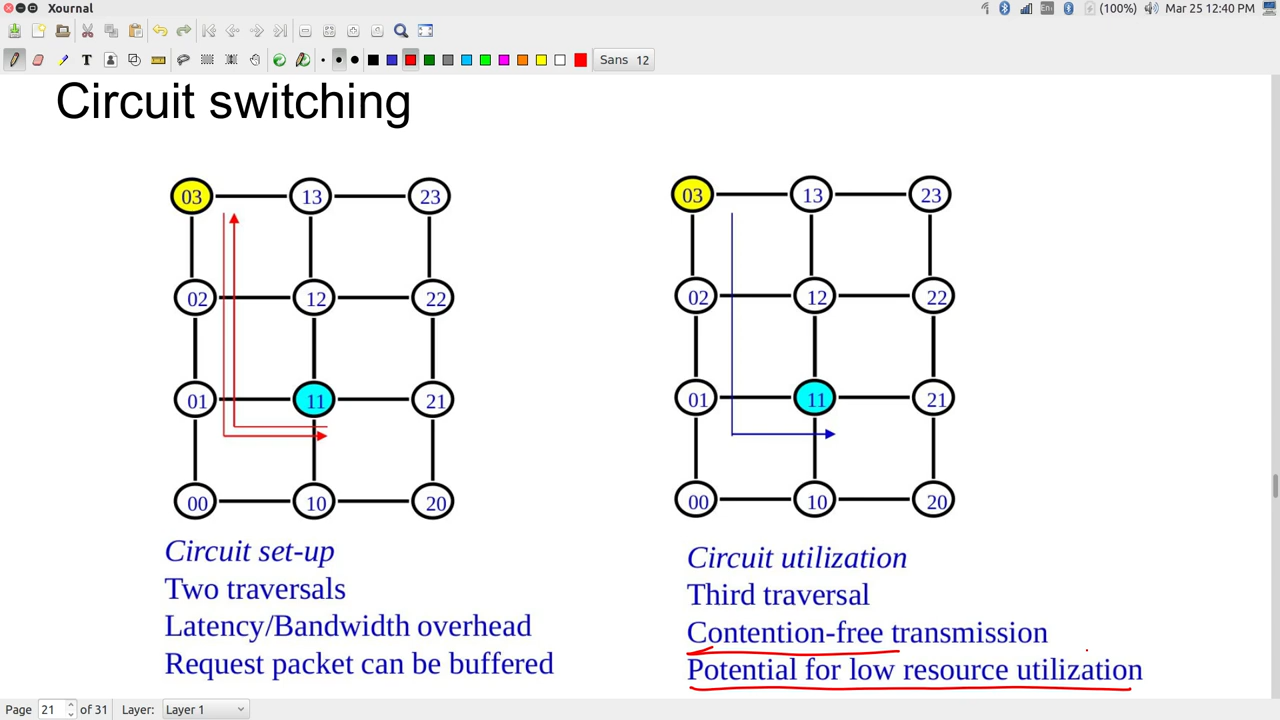 Xournal
En
(100%)
Mar 25 12:40 PM
T
Sans 12
Circuit switching
03 13 23
02 12 22
01 11 21
00 10 20
Circuit set-up
Two traversals
Latency/Bandwidth overhead
Request packet can be buffered
03 13 23
02 12 22
01 11 21
00 10 20
Circuit utilization
Third traversal
Contention-free transmission
Potential for low resource utilization
Page 21 of 31 Layer: Layer 1